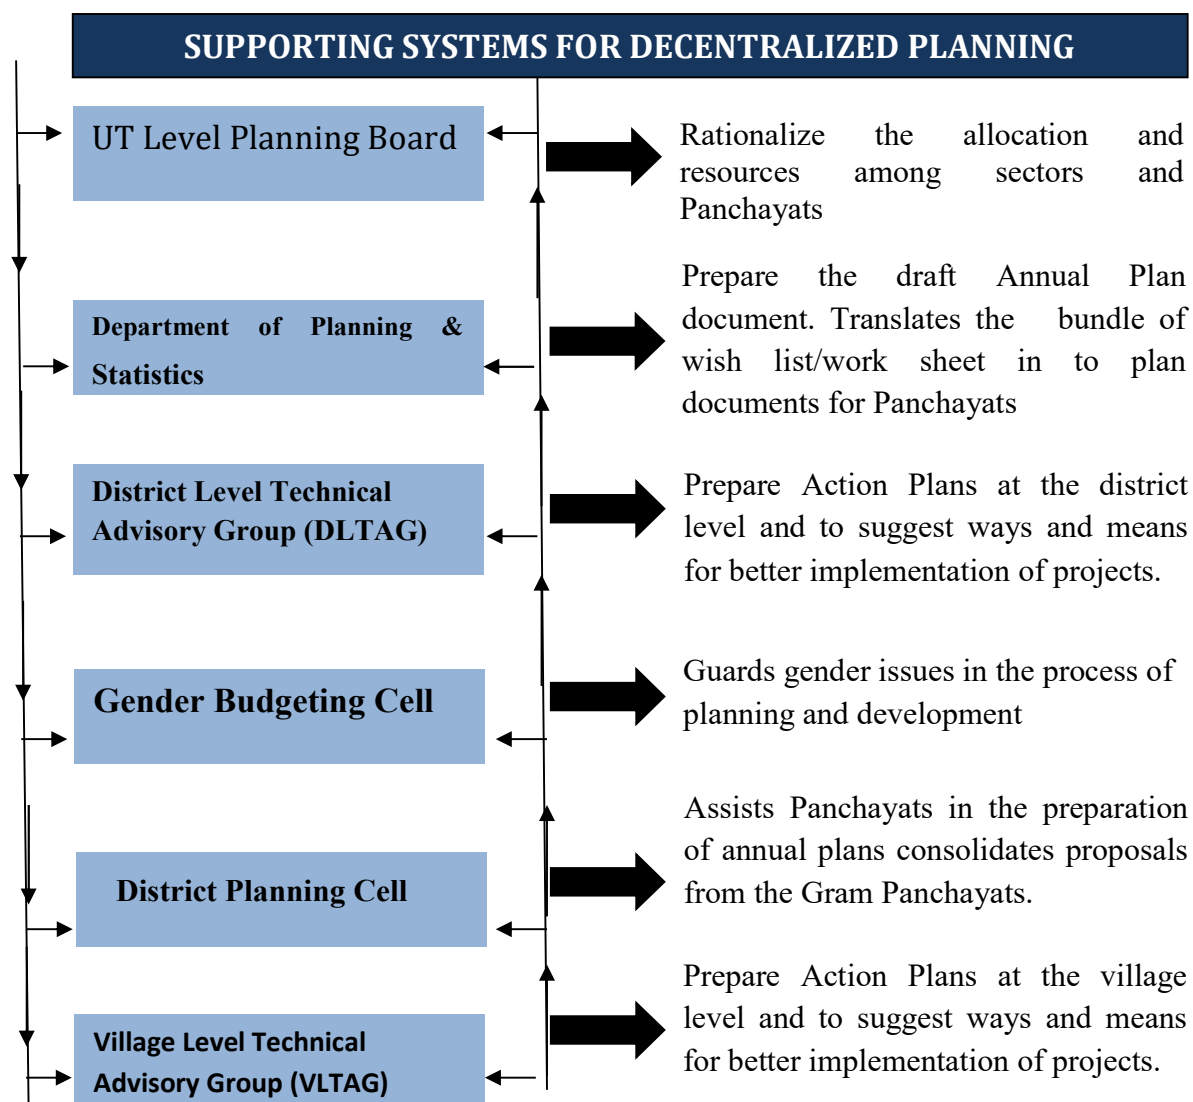 SUPPORTING SYSTEMS FOR DECENTRALIZED PLANNING
UT Level Planning Board
Rationalize the allocation and
resources among sectors and
Panchayats
Department of Planning &
Statistics
Prepare the draft Annual Plan
document. Translates the bundle of
wish list/work sheet in to plan
documents for Panchayats
District Level Technical
Advisory Group (DLTAG)
Prepare Action Plans at the district
level and to suggest ways and means
for better implementation of projects.
Gender Budgeting Cell
Guards gender issues in the process of
planning and development
District Planning Cell
Assists Panchayats in the preparation
of annual plans consolidates proposals
from the Gram Panchayats.
Village Level Technical
Advisory Group (VLTAG)
Prepare Action Plans at the village
level and to suggest ways and means
for better implementation of projects.